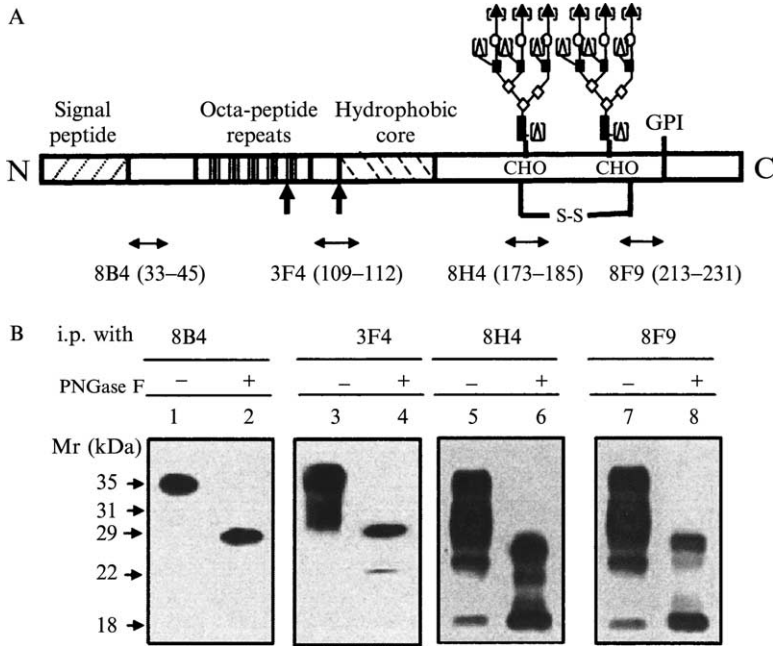 A
Signal peptide
Octa-peptide repeats
Hydrophobic core
GPI
N
CHO
CHO
C
S-S
8B4 (33–45)
3F4 (109–112)
8H4 (173–185)
8F9 (213–231)
B
i.p. with
8B4
3F4
8H4
8F9
PNGase F
– + – + – + – +
1 2 3 4 5 6 7 8
Mr (kDa)
35
31
29
22
18